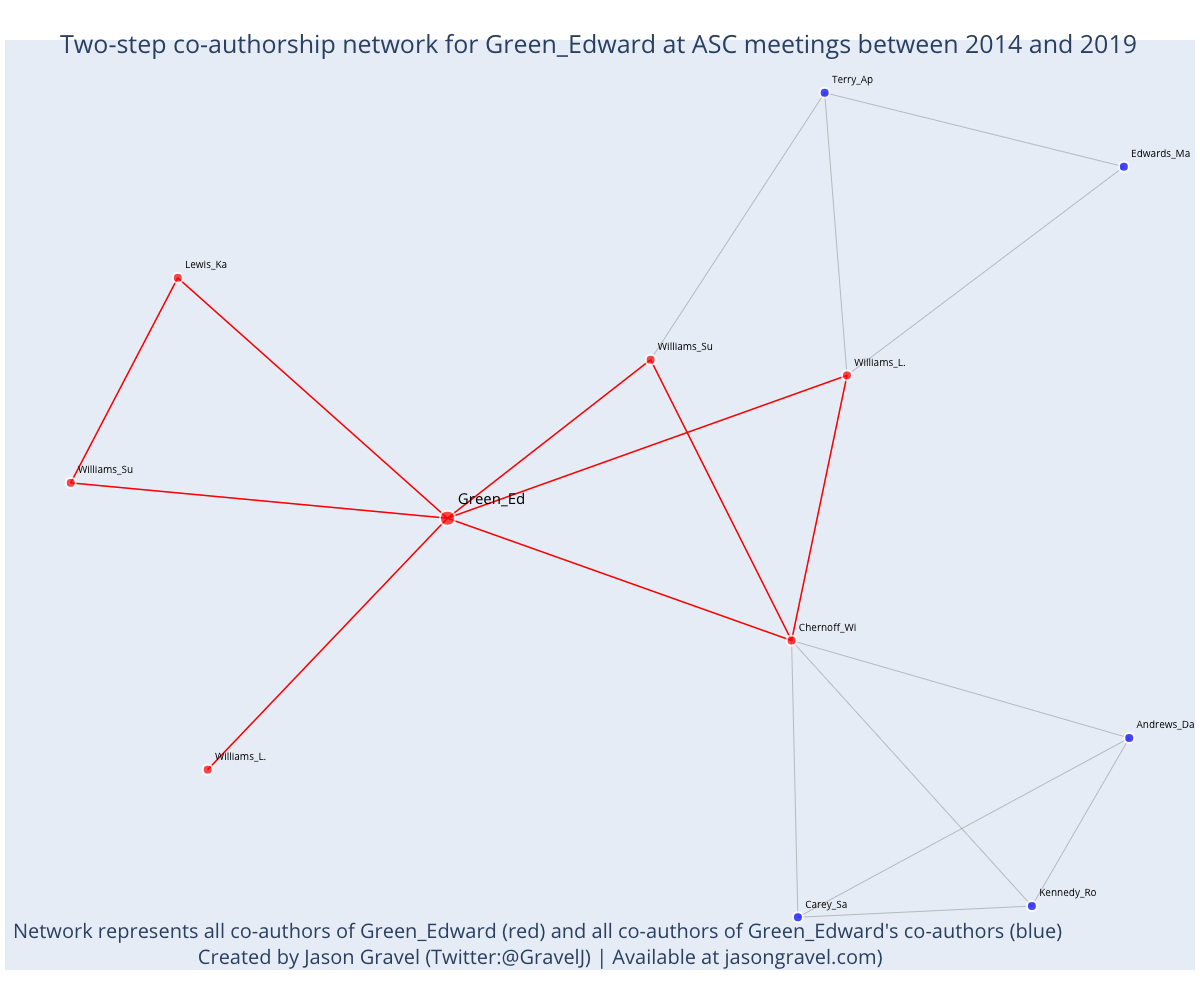 Two-step co-authorship network for Green_Edward at ASC meetings between 2014 and 2019
Terry_Ap
Edwards_Ma
Lewis_Ka
Williams_Su
Williams_L.
Williams_Su
Green_Ed
Chernoff_Wi
Andrews_Da
Williams_L.
Kennedy_Ro
Carey_Sa
Network represents all co-authors of Green_Edward (red) and all co-authors of Green_Edward's co-authors (blue)
Created by Jason Gravel (Twitter:@GravelJ) | Available at jasongravel.com)